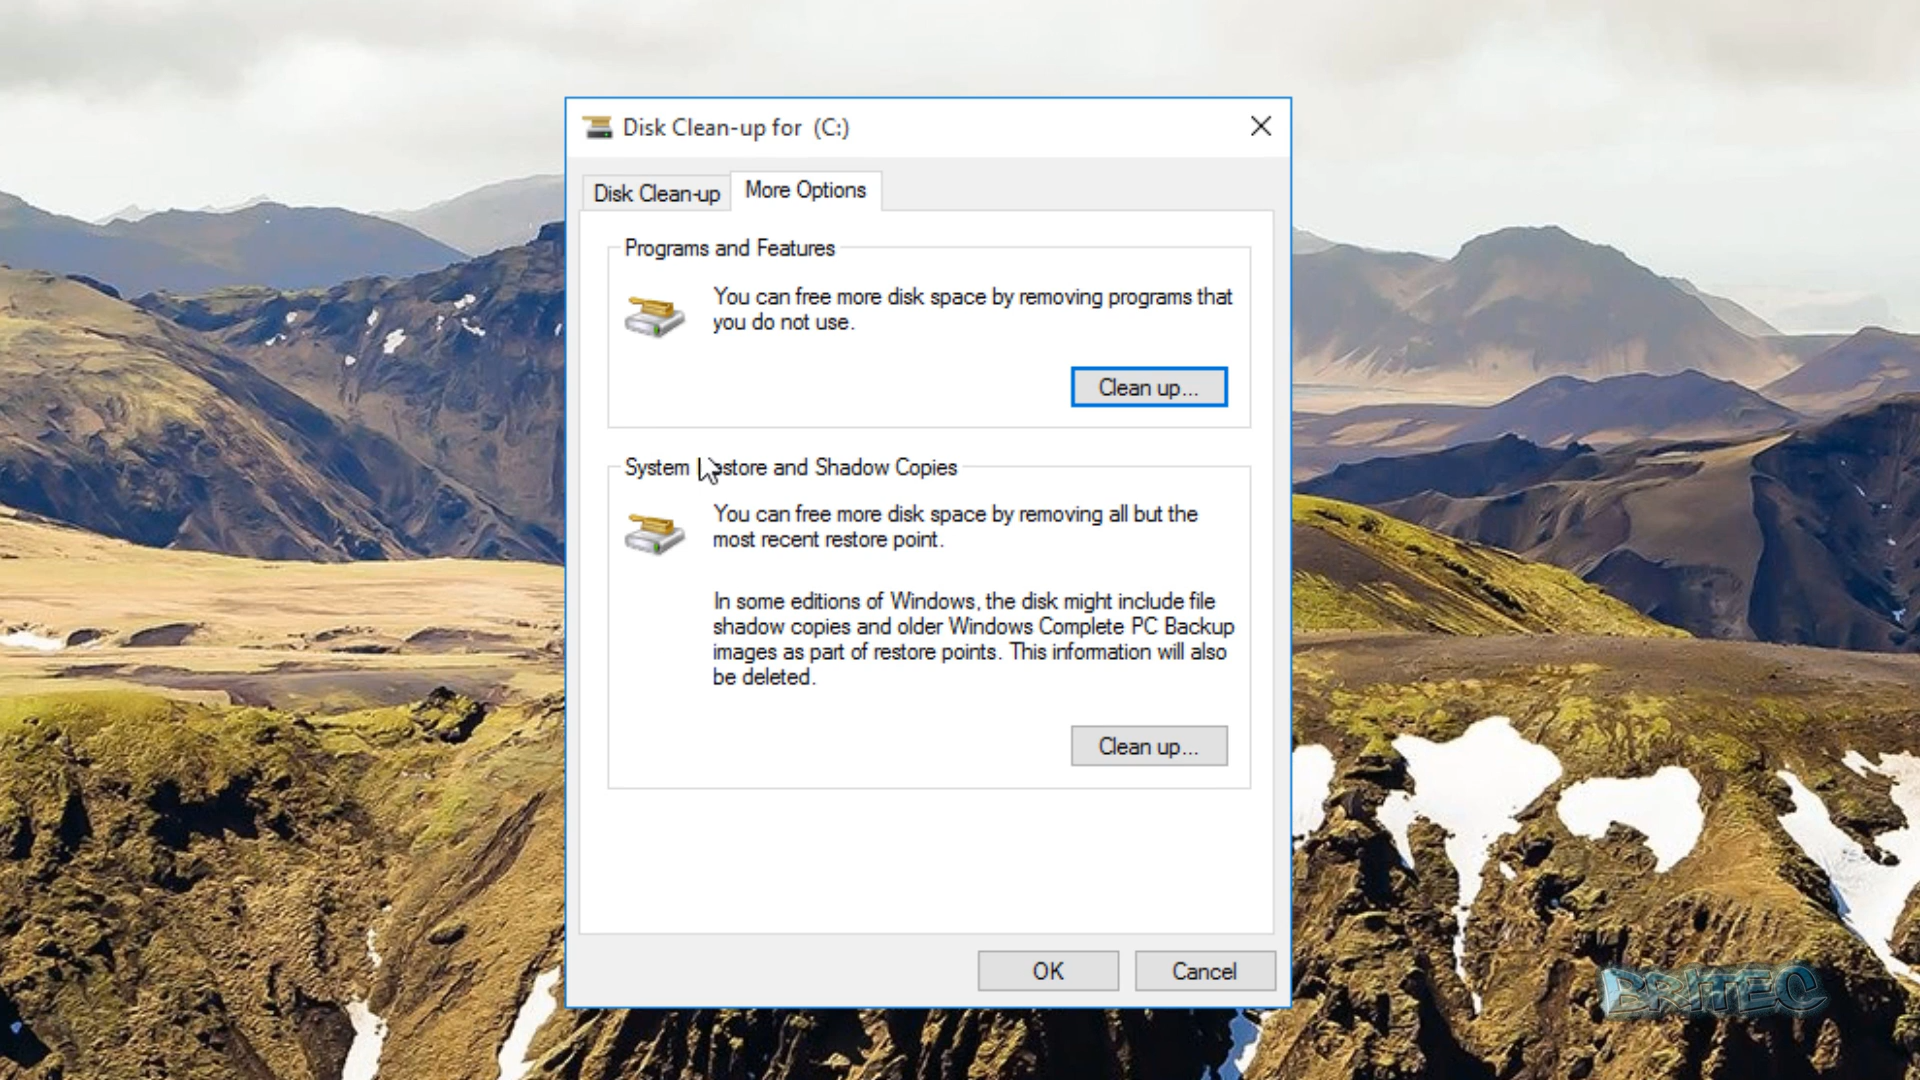 Disk Clean-up for (C:)
Disk Clean-up
More Options
Programs and Features
You can free more disk space by removing programs that
you do not use.
Clean up...
System Restore and Shadow Copies
You can free more disk space by removing all but the
most recent restore point.
In some editions of Windows, the disk might include file
shadow copies and older Windows Complete PC Backup
images as part of restore points. This information will also
be deleted.
Clean up...
OK
Cancel
BRITEC